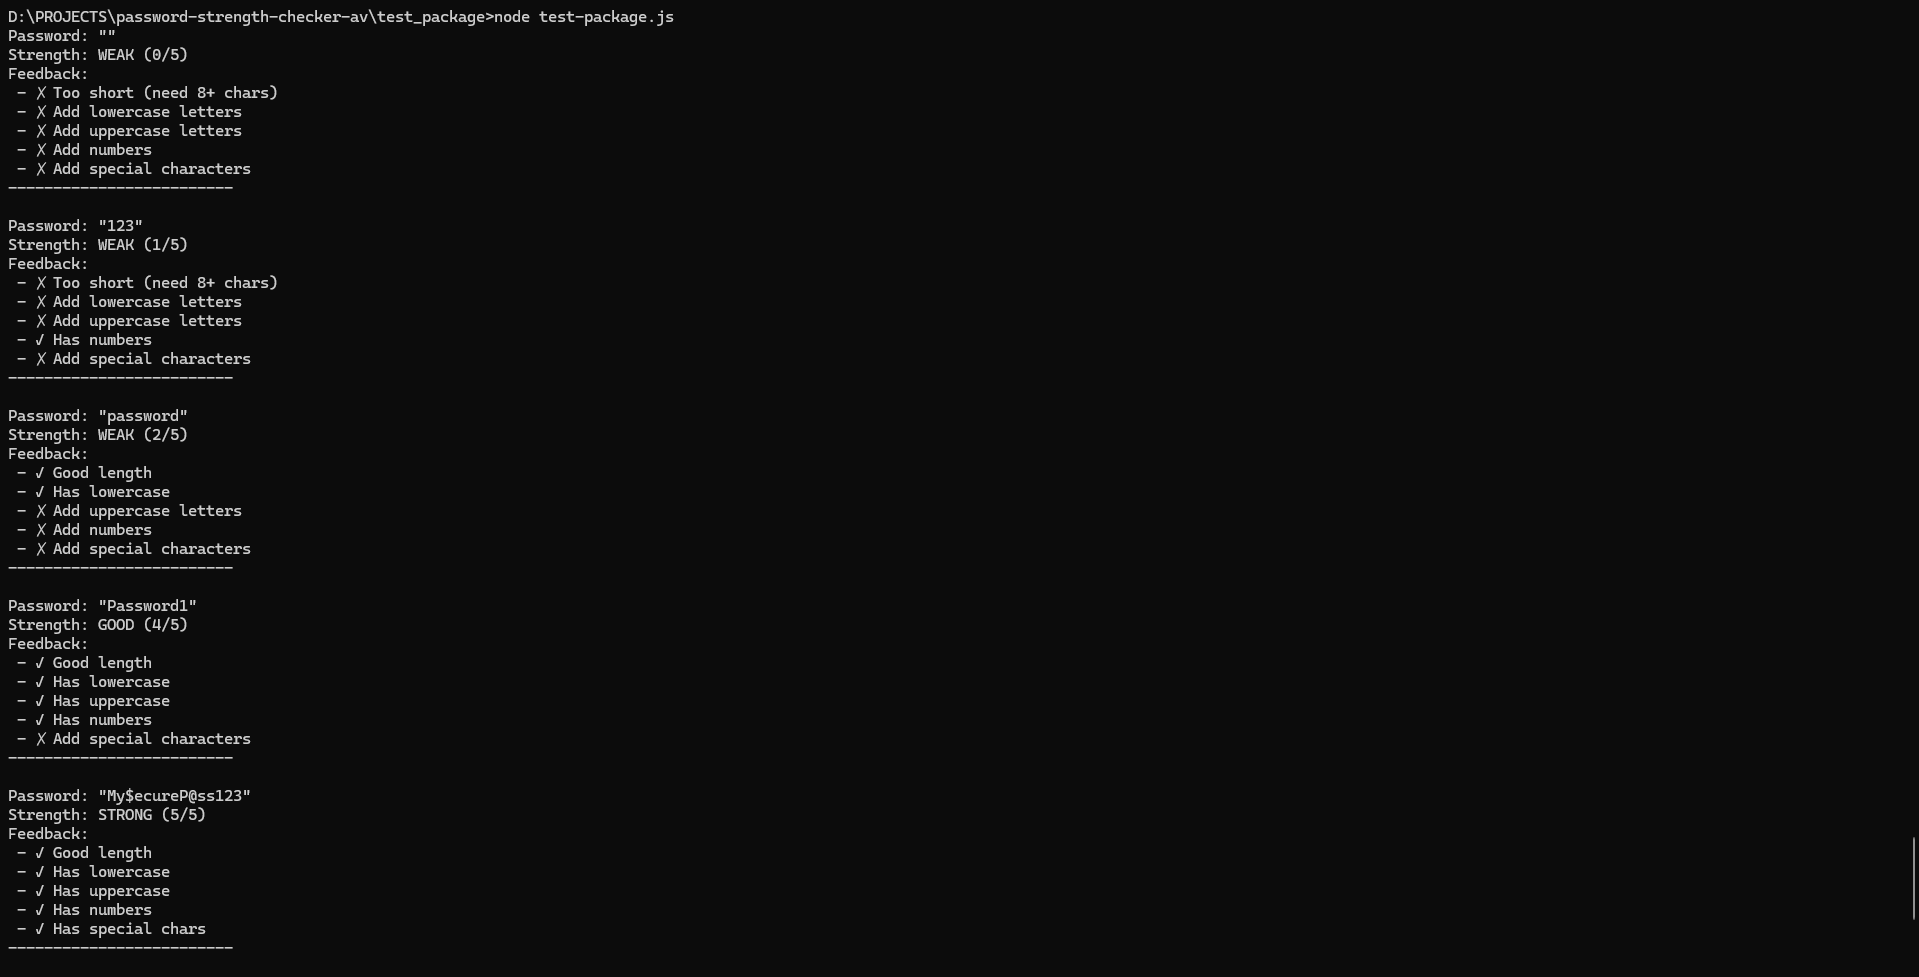 D:\PROJECTS\password-strength-checker-av\test_package>node test-package.js
Password: ""
Strength: WEAK (0/5)
Feedback:
 - ✗ Too short (need 8+ chars)
 - ✗ Add lowercase letters
 - ✗ Add uppercase letters
 - ✗ Add numbers
 - ✗ Add special characters
-------------------------

Password: "123"
Strength: WEAK (1/5)
Feedback:
 - ✗ Too short (need 8+ chars)
 - ✗ Add lowercase letters
 - ✗ Add uppercase letters
 - ✓ Has numbers
 - ✗ Add special characters
-------------------------

Password: "password"
Strength: WEAK (2/5)
Feedback:
 - ✓ Good length
 - ✓ Has lowercase
 - ✗ Add uppercase letters
 - ✗ Add numbers
 - ✗ Add special characters
-------------------------

Password: "Password1"
Strength: GOOD (4/5)
Feedback:
 - ✓ Good length
 - ✓ Has lowercase
 - ✓ Has uppercase
 - ✓ Has numbers
 - ✗ Add special characters
-------------------------

Password: "My$ecureP@ss123"
Strength: STRONG (5/5)
Feedback:
 - ✓ Good length
 - ✓ Has lowercase
 - ✓ Has uppercase
 - ✓ Has numbers
 - ✓ Has special chars
-------------------------